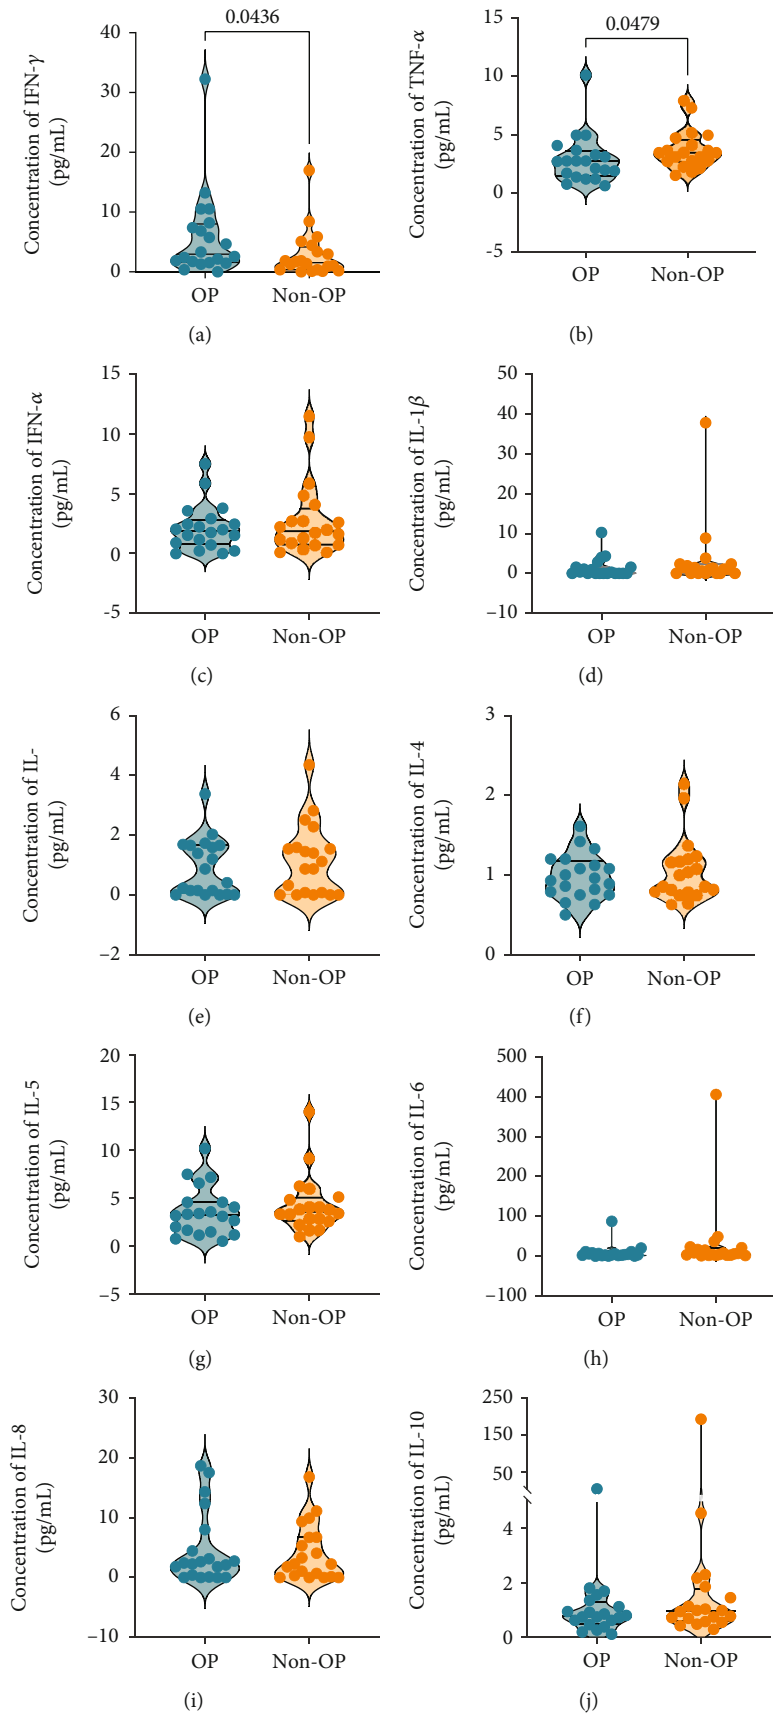 Concentration of IFN-γ
(pg/mL)
40
30
20
10
0
0.0436
OP
Non-OP
(a)
Concentration of TNF-α
(pg/mL)
15
10
5
0
-5
0.0479
OP
Non-OP
(b)
Concentration of IFN-α
(pg/mL)
15
10
5
0
-5
OP
Non-OP
(c)
Concentration of IL-1β
(pg/mL)
50
40
30
20
10
0
–10
OP
Non-OP
(d)
Concentration of IL-
(pg/mL)
6
4
2
0
–2
OP
Non-OP
(e)
Concentration of IL-4
(pg/mL)
3
2
1
0
OP
Non-OP
(f)
Concentration of IL-5
(pg/mL)
20
15
10
5
0
–5
OP
Non-OP
(g)
Concentration of IL-6
(pg/mL)
500
400
300
200
100
0
–100
OP
Non-OP
(h)
Concentration of IL-8
(pg/mL)
30
20
10
0
–10
OP
Non-OP
(i)
Concentration of IL-10
(pg/mL)
250
150
50
4
2
0
OP
Non-OP
(j)